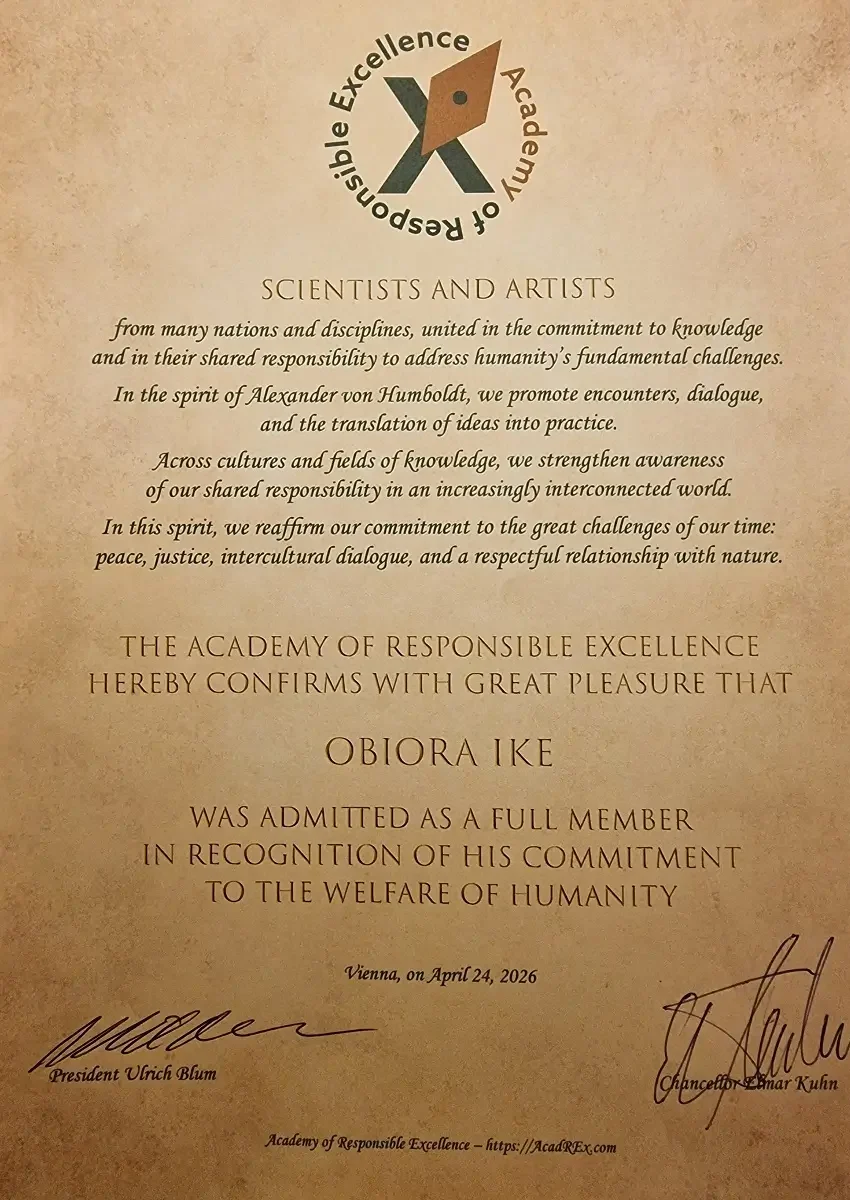 Academy of Responsible Excellence
SCIENTISTS AND ARTISTS
from many nations and disciplines, united in the commitment to knowledge
and in their shared responsibility to address humanity's fundamental challenges.
In the spirit of Alexander von Humboldt, we promote encounters, dialogue,
and the translation of ideas into practice.
Across cultures and fields of knowledge, we strengthen awareness
of our shared responsibility in an increasingly interconnected world.
In this spirit, we reaffirm our commitment to the great challenges of our time:
peace, justice, intercultural dialogue, and a respectful relationship with nature.
THE ACADEMY OF RESPONSIBLE EXCELLENCE
HEREBY CONFIRMS WITH GREAT PLEASURE THAT
OBIORA IKE
WAS ADMITTED AS A FULL MEMBER
IN RECOGNITION OF HIS COMMITMENT
TO THE WELFARE OF HUMANITY
Vienna, on April 24, 2026
President Ulrich Blum
Chancellor Elmar Kuhn
Academy of Responsible Excellence – https://AcadREx.com